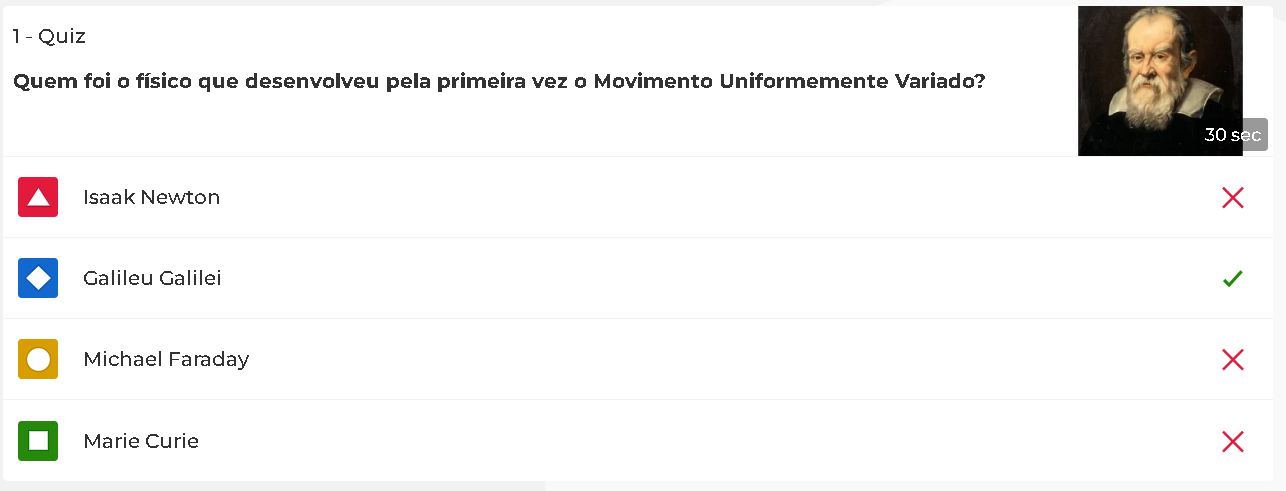 1 - Quiz
Quem foi o físico que desenvolveu pela primeira vez o Movimento Uniformemente Variado?
30 sec
Isaak Newton
Galileu Galilei
Michael Faraday
Marie Curie